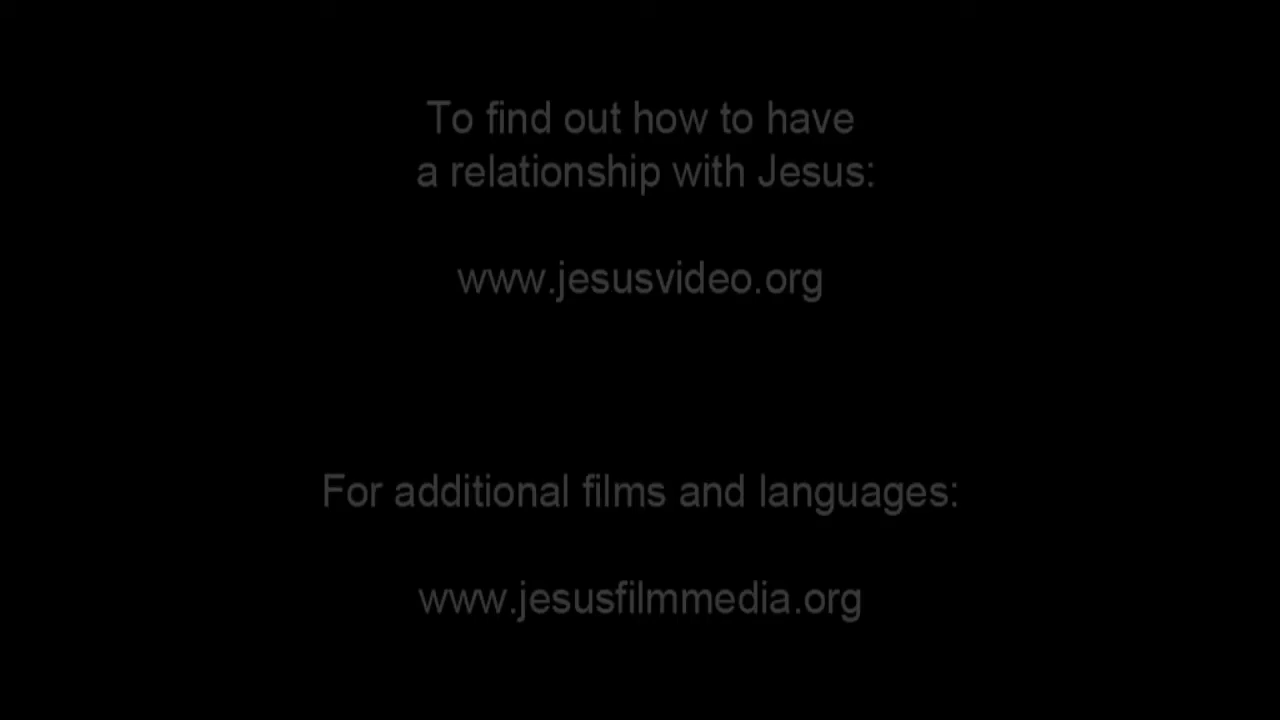 To find out how to have
a relationship with Jesus:
www.jesusvideo.org
For additional films and languages:
www.jesusfilmmedia.org